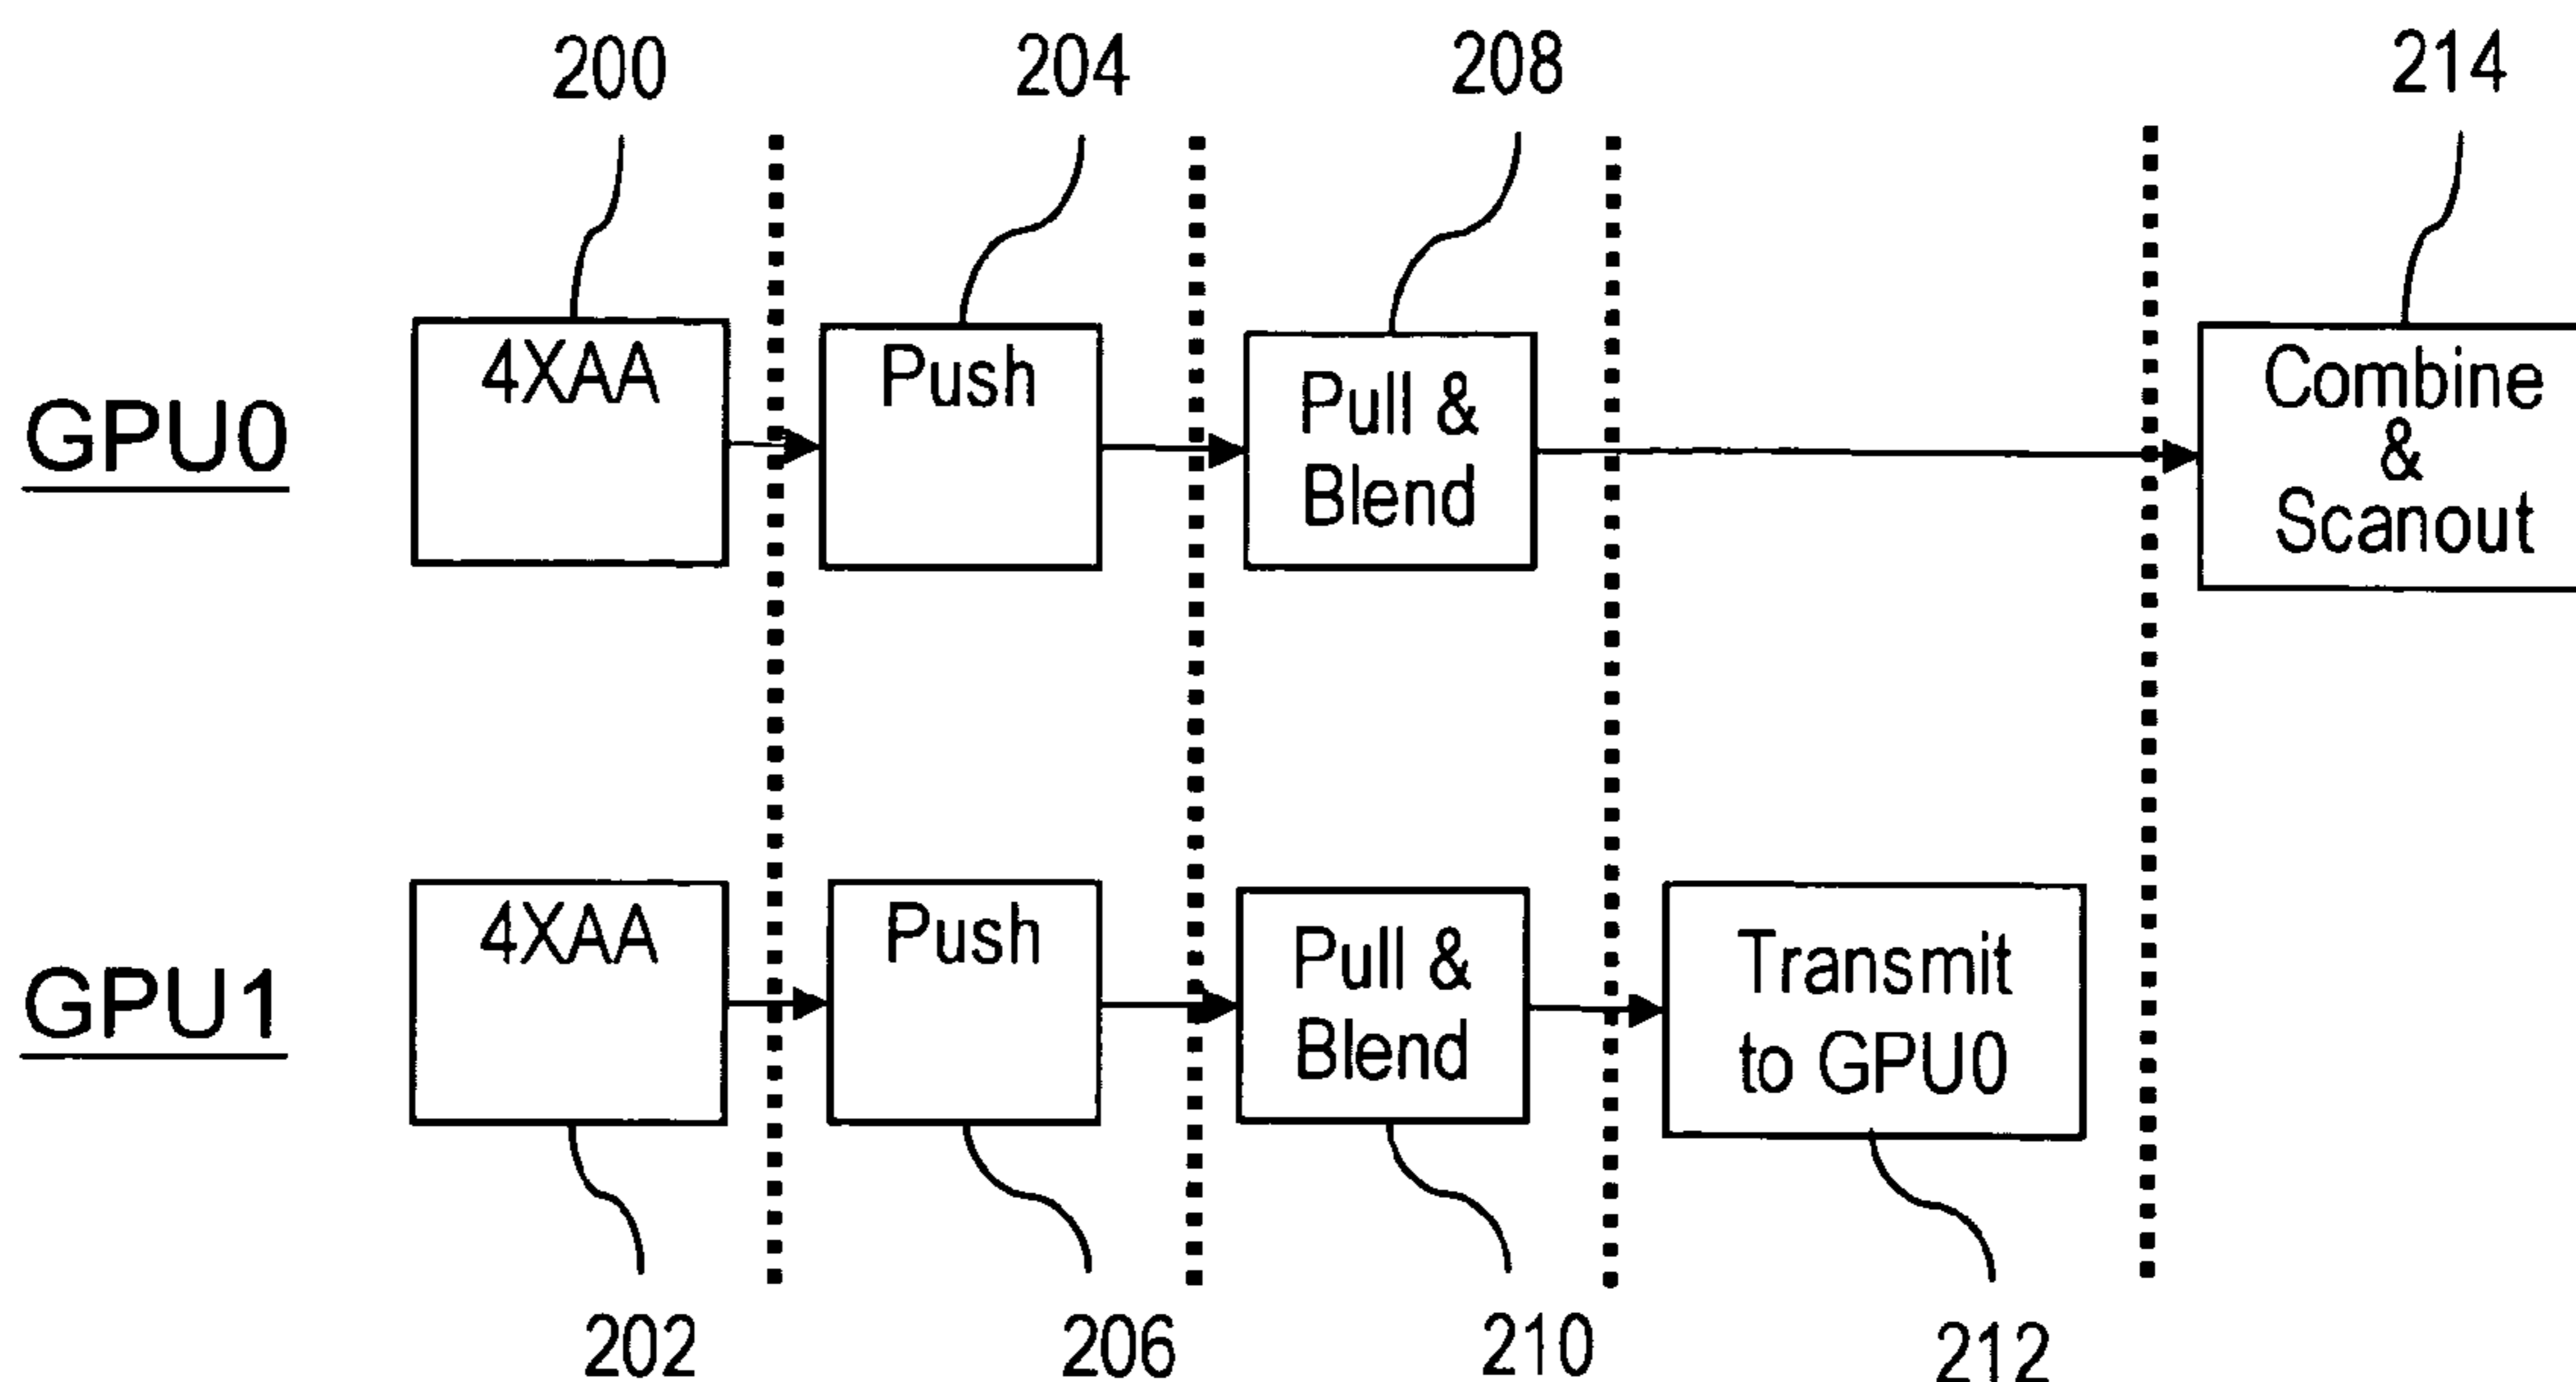 200
204
208
214
GPU0
4XAA
Push
Pull &
Blend
Combine
&
Scanout
GPU1
4XAA
Push
Pull &
Blend
Transmit
to GPU0
202
206
210
212